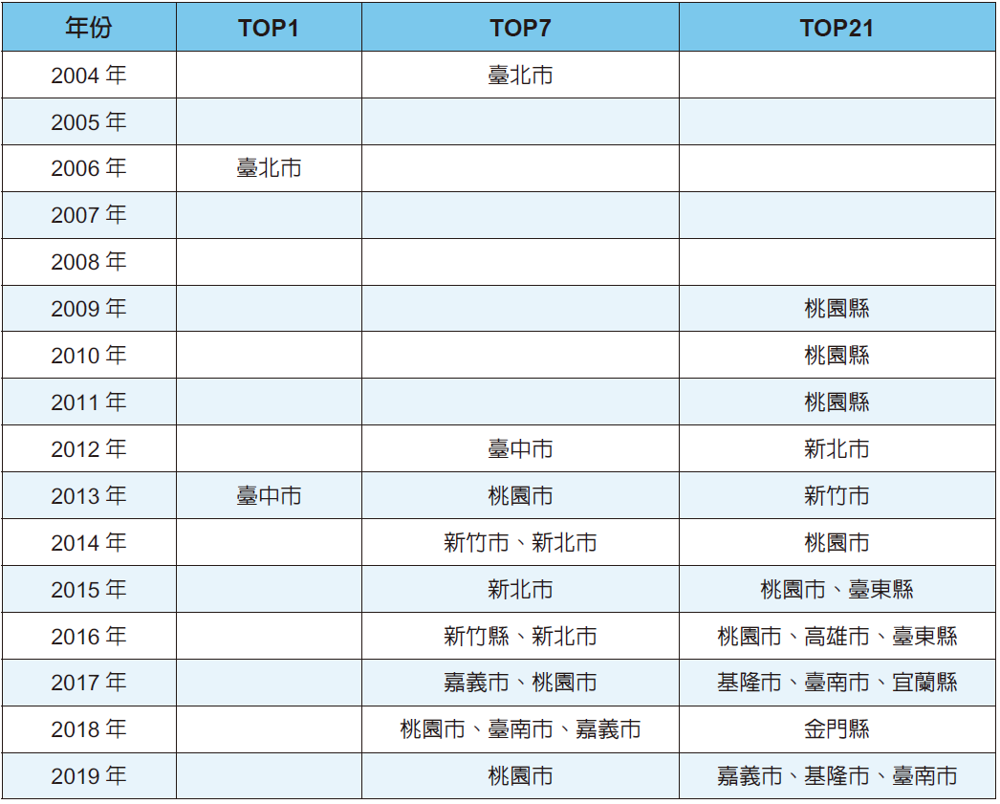 年份 TOP1 TOP7 TOP21
2004 年 臺北市
2005 年
2006 年 臺北市
2007 年
2008 年
2009 年 桃園縣
2010 年 桃園縣
2011 年 桃園縣
2012 年 臺中市 新北市
2013 年 臺中市 桃園市 新竹市
2014 年 新竹市、新北市 桃園市
2015 年 新北市 桃園市、臺東縣
2016 年 新竹縣、新北市 桃園市、高雄市、臺東縣
2017 年 嘉義市、桃園市 基隆市、臺南市、宜蘭縣
2018 年 桃園市、臺南市、嘉義市 金門縣
2019 年 桃園市 嘉義市、基隆市、臺南市